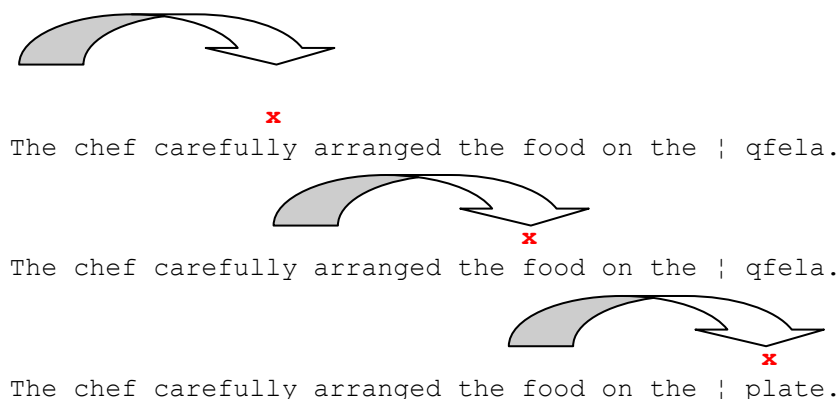 x
The chef carefully arranged the food on the ¦ qfela.
x
The chef carefully arranged the food on the ¦ qfela.
x
The chef carefully arranged the food on the ¦ plate.